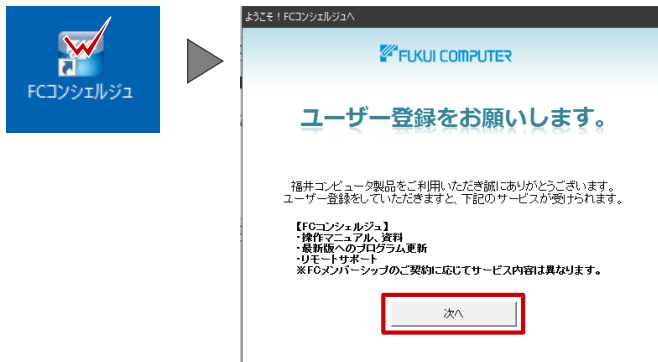 FCコンシェルジュ
ようこそ！FCコンシェルジュへ
FUKUI COMPUTER
ユーザー登録をお願いします。
福井コンピュータ製品をご利用いただき誠にありがとうございます。
ユーザー登録をしていただきますと、下記のサービスが受けられます。
【FCコンシェルジュ】
・操作マニュアル、資料
・最新版へのプログラム更新
・リモートサポート
※FCメンバーシップのご契約に応じてサービス内容は異なります。
次へ